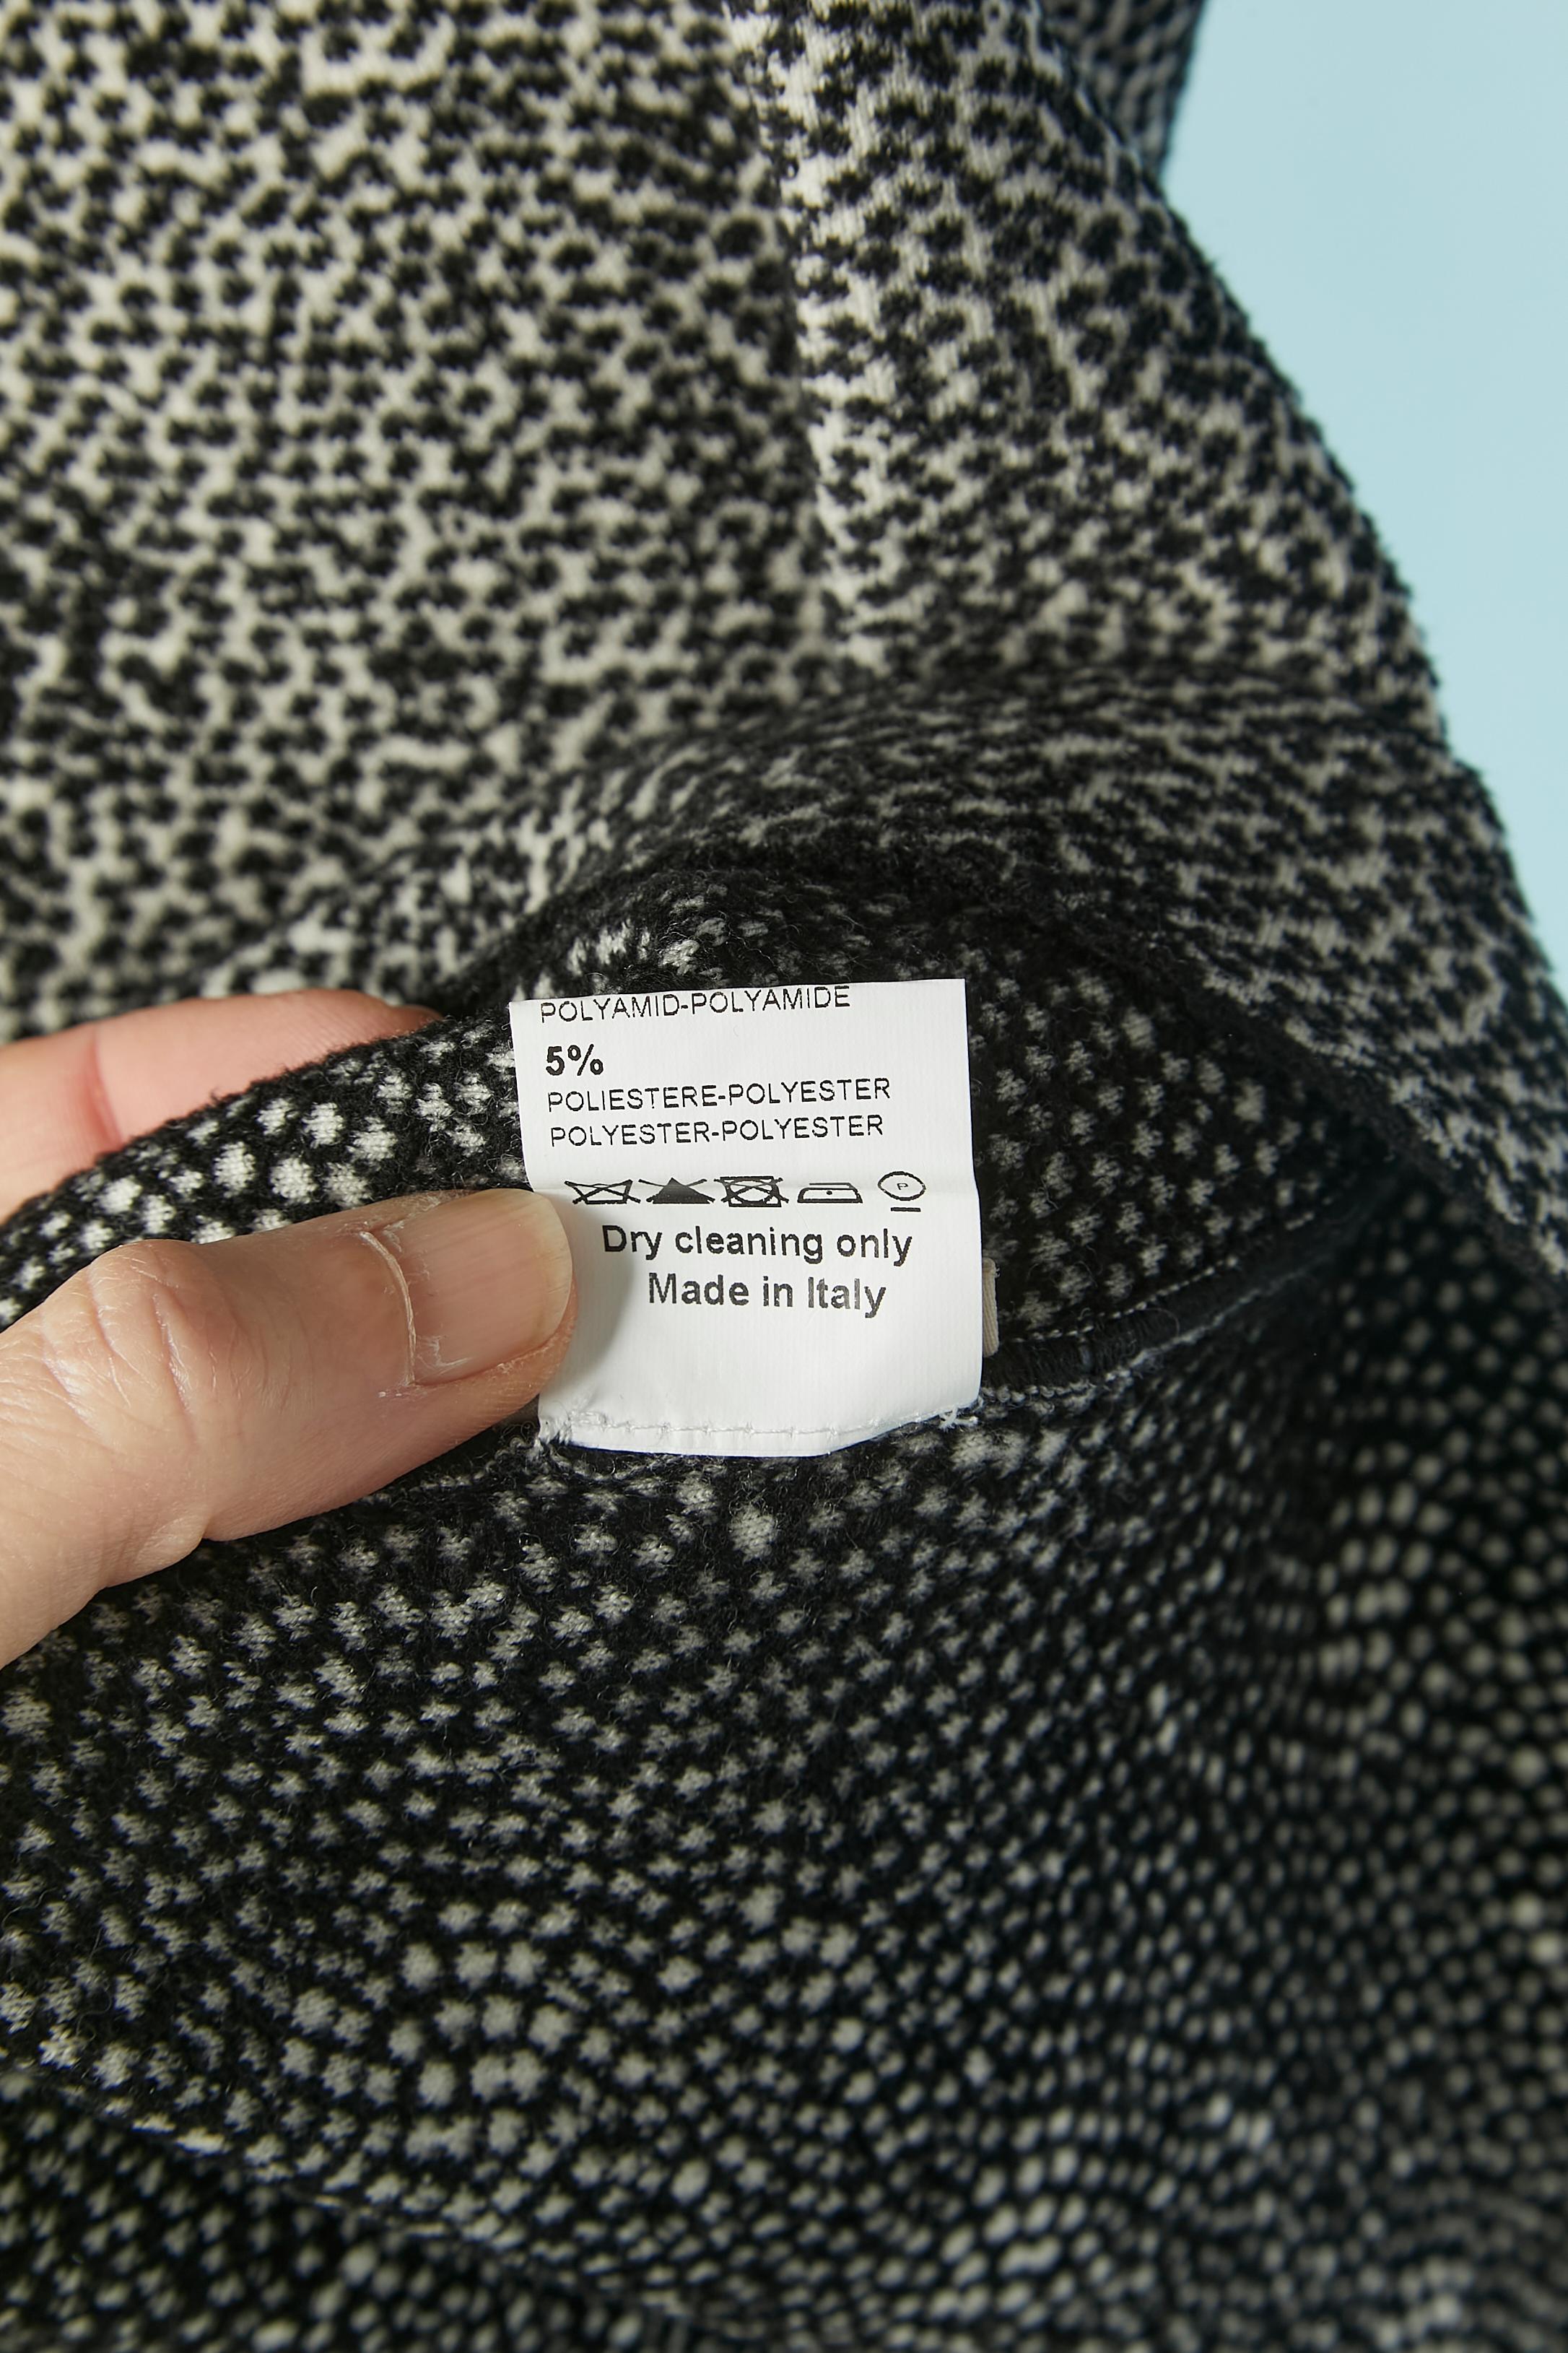 POLYAMID-POLYAMIDE
5%
POLIESTERE-POLYESTER
POLYESTER-POLYESTER
P
Dry cleaning only
Made in Italy